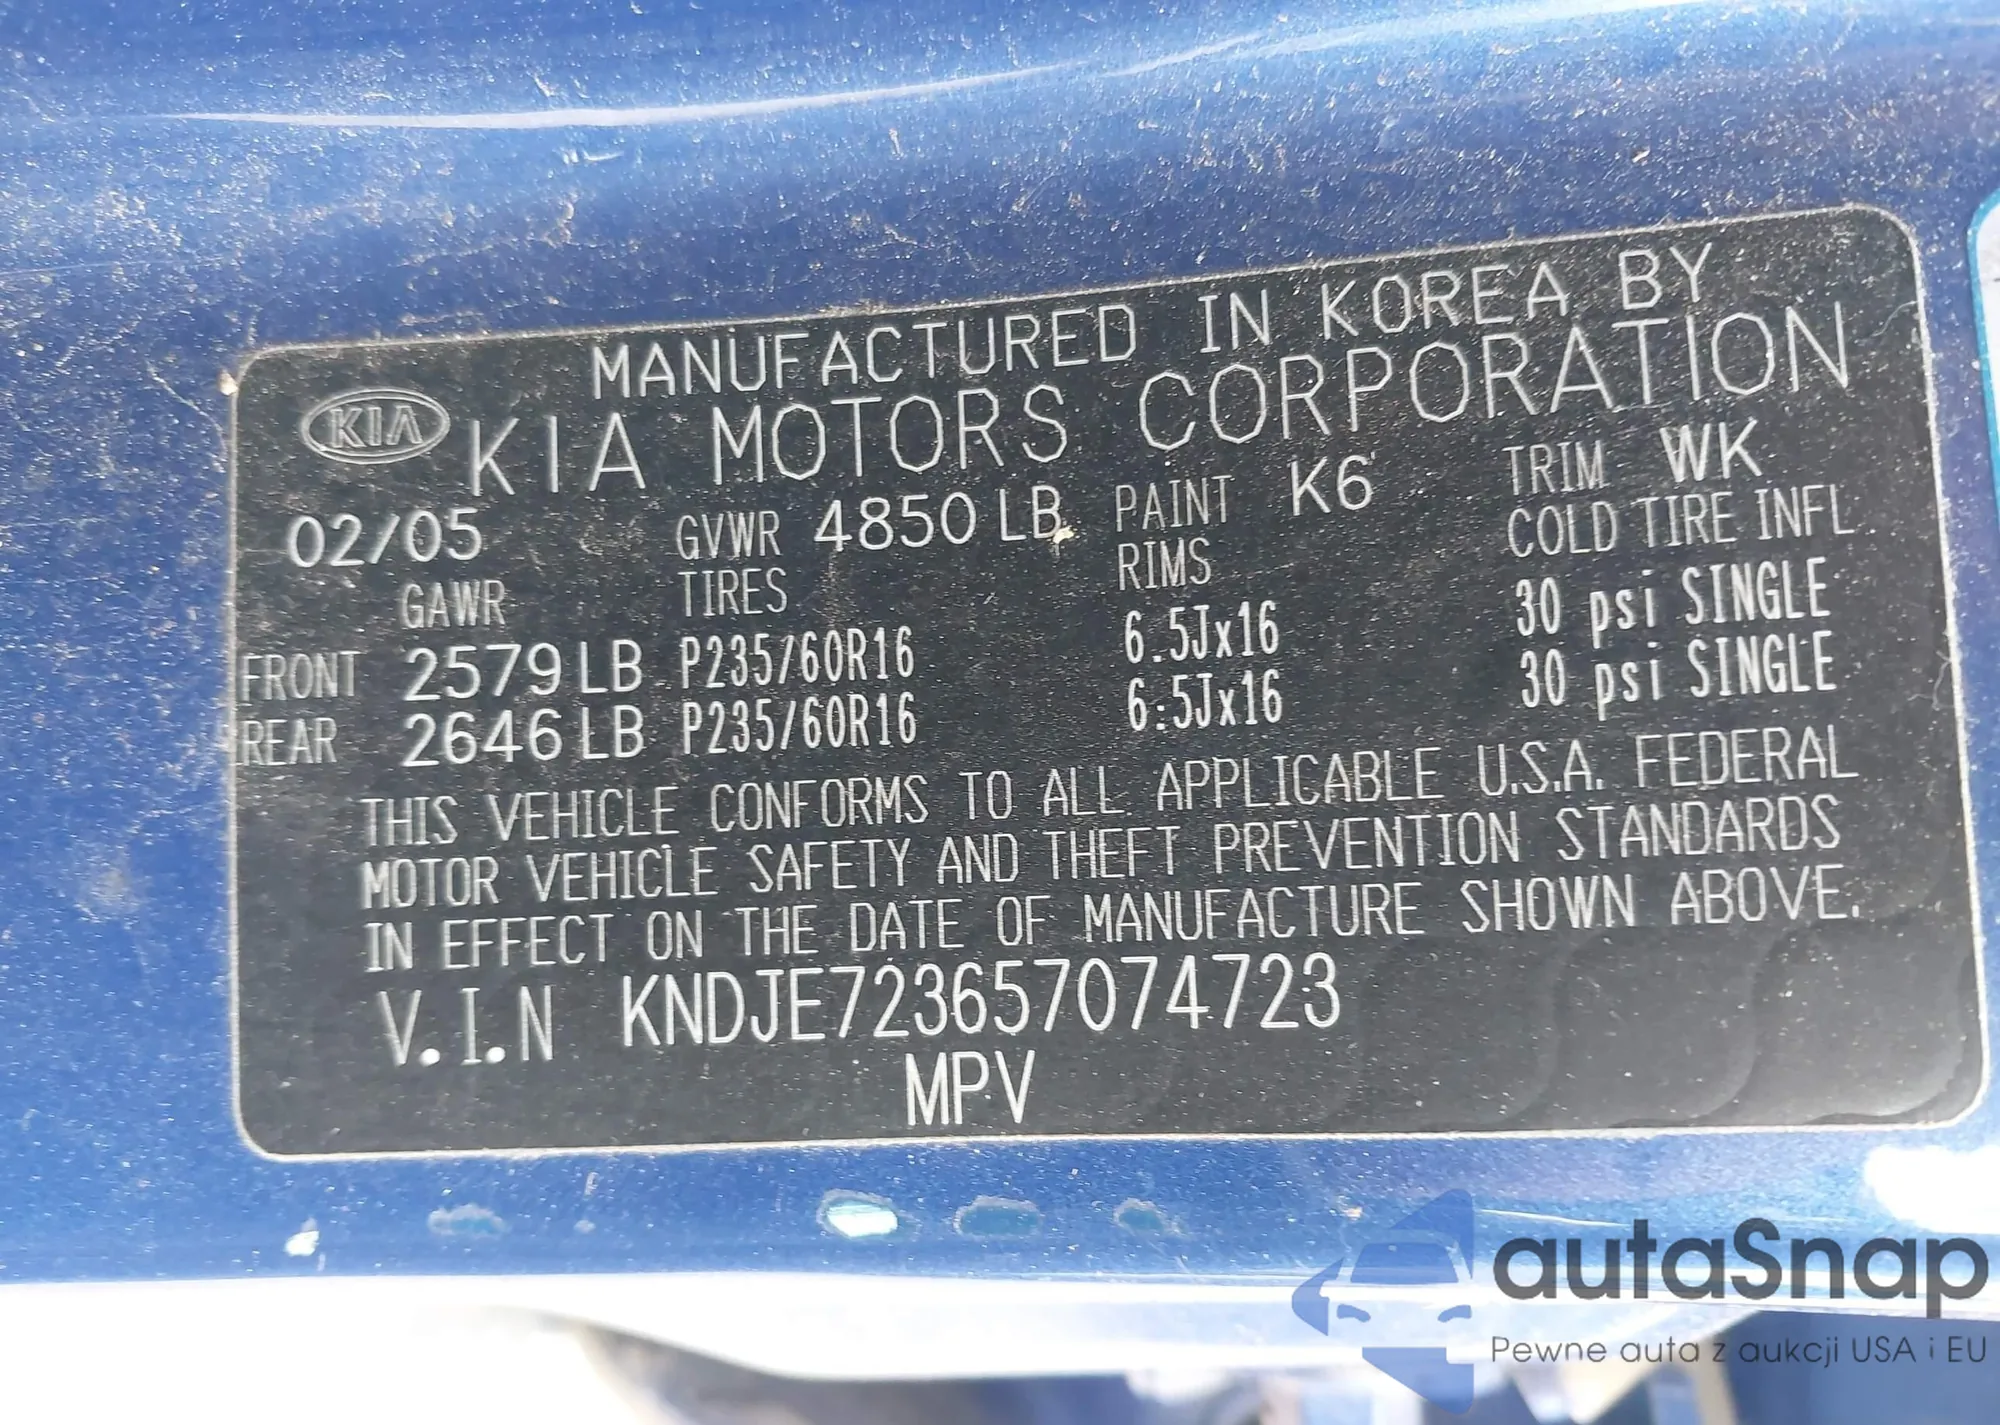 MANUFACTURED IN KOREA BY
KIA KIA MOTORS CORPORATION
02/05 GVWR 4850 LB PAINT K6 TRIM WK
GAWR TIRES RIMS COLD TIRE INFL.
FRONT 2579 LB P235/60R16 6.5Jx16 30 psi SINGLE
REAR 2646 LB P235/60R16 6.5Jx16 30 psi SINGLE
THIS VEHICLE CONFORMS TO ALL APPLICABLE U.S.A. FEDERAL
MOTOR VEHICLE SAFETY AND THEFT PREVENTION STANDARDS
IN EFFECT ON THE DATE OF MANUFACTURE SHOWN ABOVE.
V.I.N KNDJE723657074723
MPV
autaSnap
Pewne auta z aukcji USA i EU